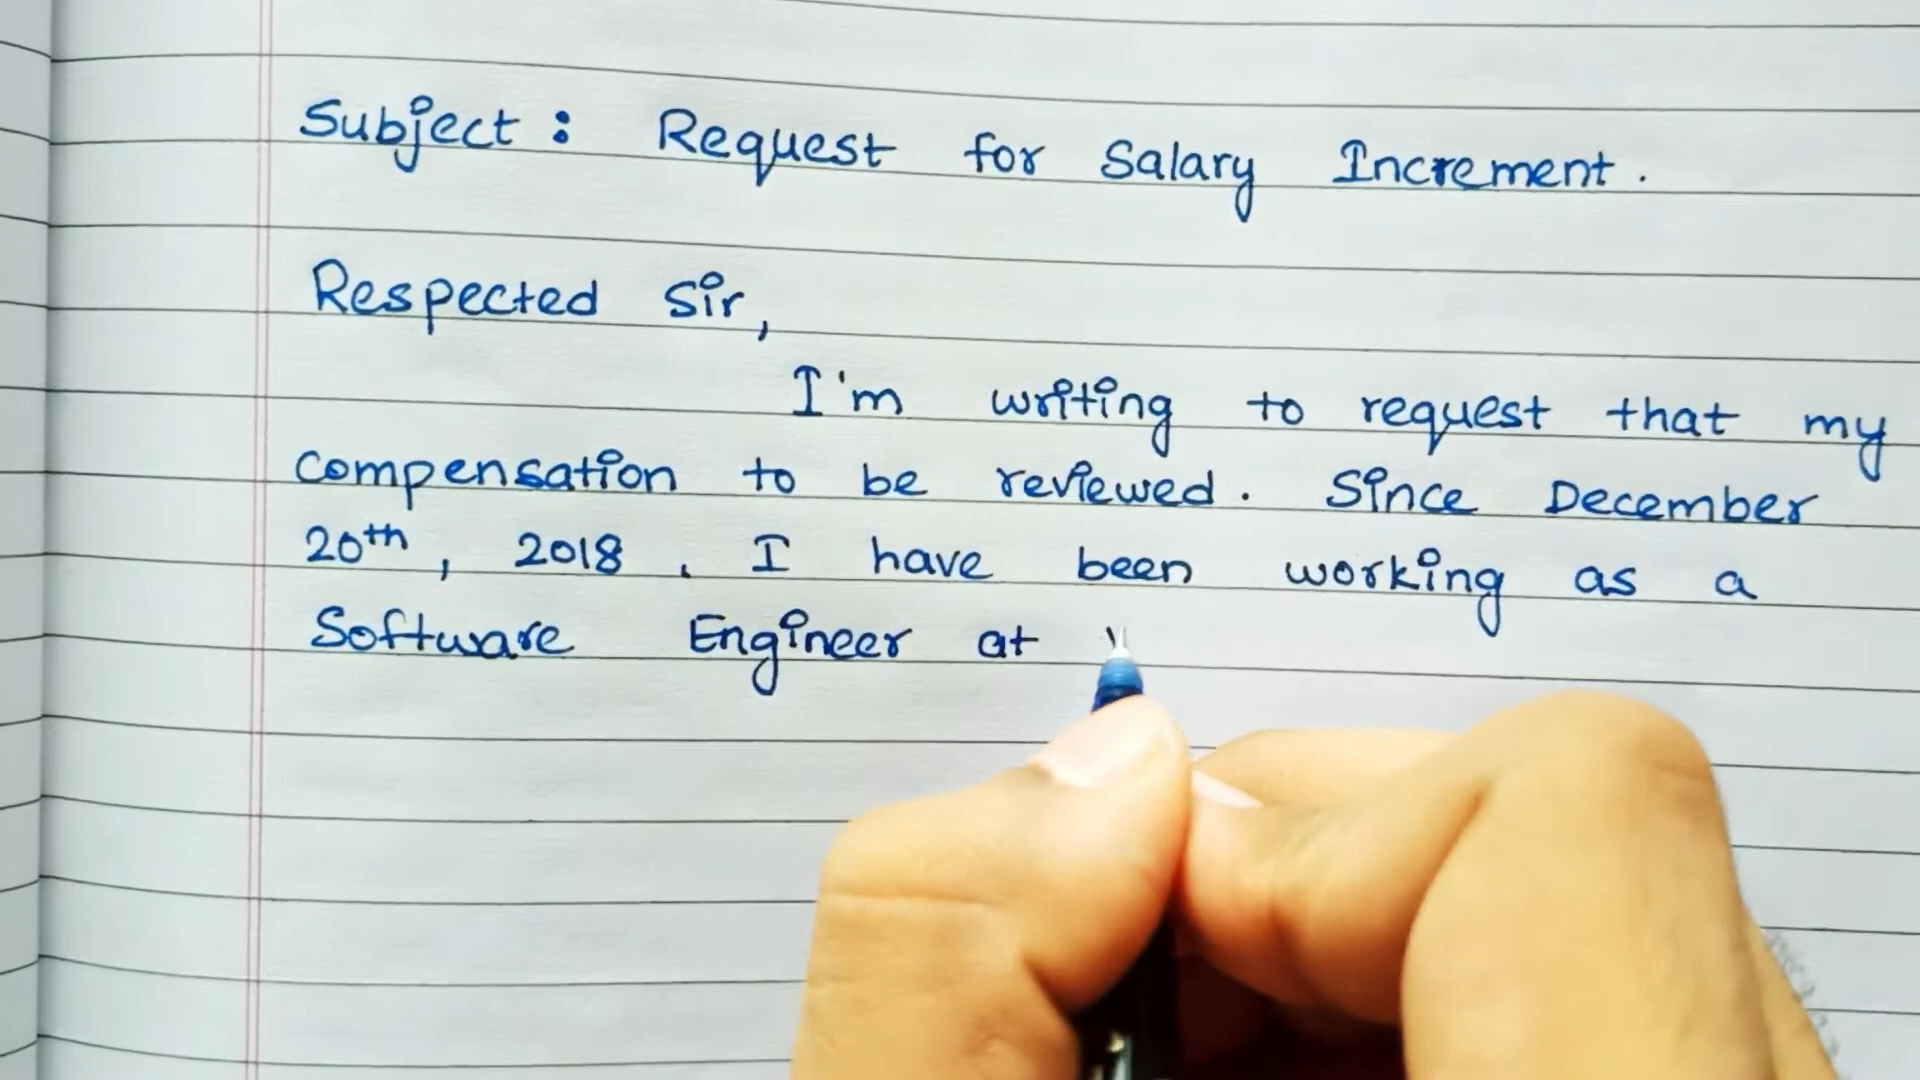 Subject : Request for Salary Increment.
Respected Sir,
I'm writing to request that my
compensation to be reviewed. Since December
20th, 2018, I have been working as a
Software Engineer at